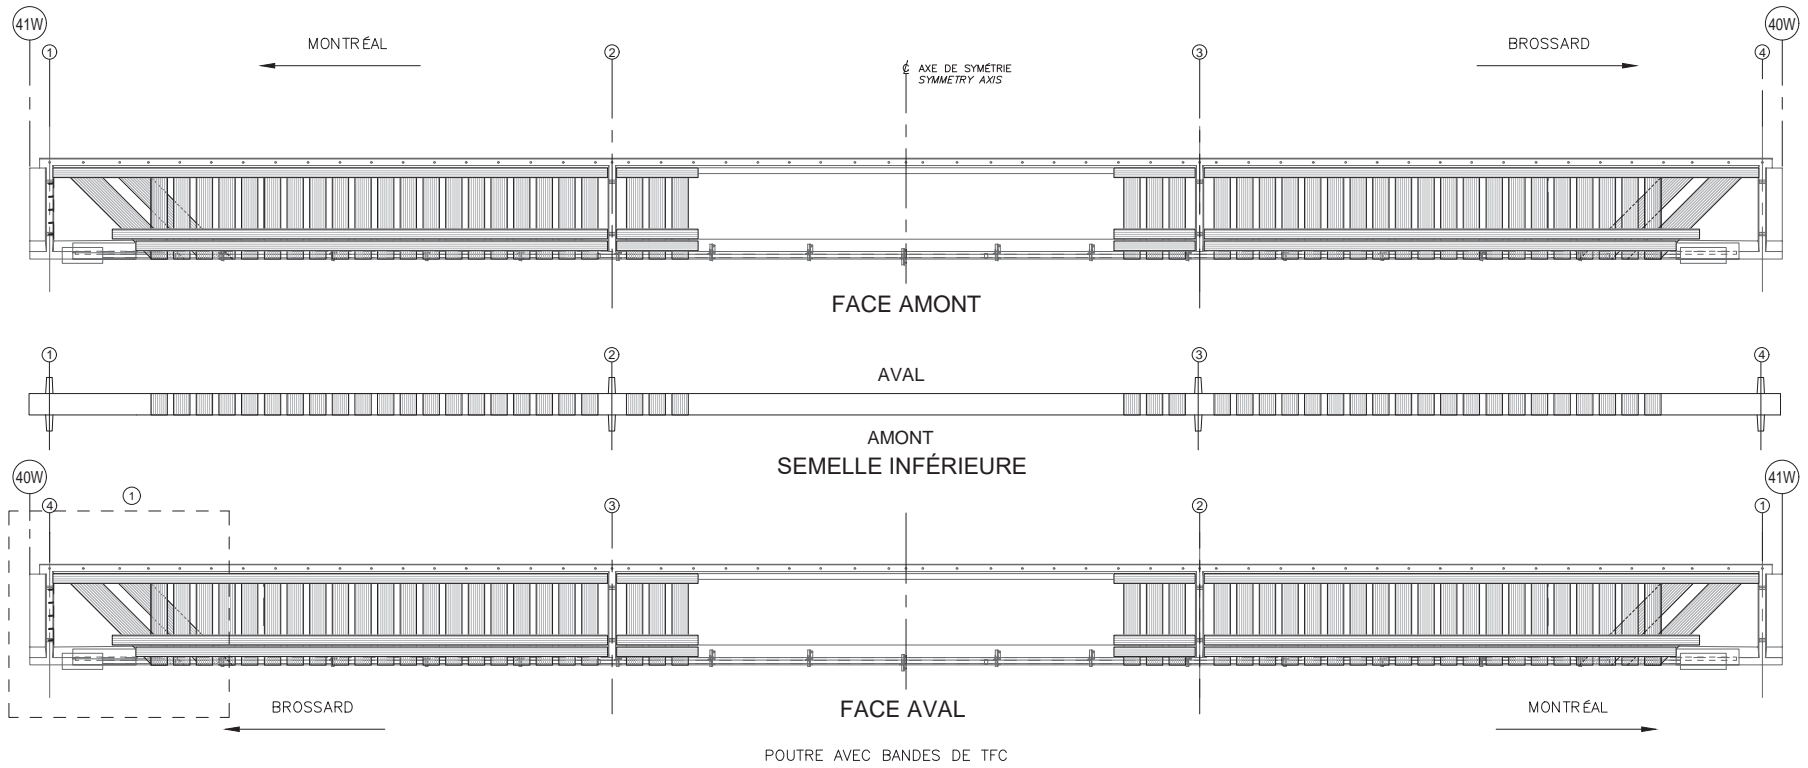 41W
40W
MONTRÉAL
BROSSARD
1
2
3
4
℄ AXE DE SYMÉTRIE
SYMMETRY AXIS
FACE AMONT
1
2
3
4
AVAL
AMONT
SEMELLE INFÉRIEURE
40W
41W
1
4
3
2
1
BROSSARD
FACE AVAL
MONTRÉAL
POUTRE AVEC BANDES DE TFC